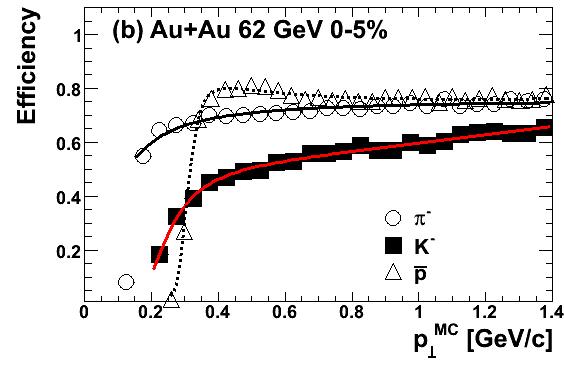 (b) Au+Au 62 GeV 0-5%
Efficiency
1
0.8
0.6
0.4
0.2
π⁻
K⁻
p̅
0 0.2 0.4 0.6 0.8 1 1.2 1.4
p⊥^MC [GeV/c]